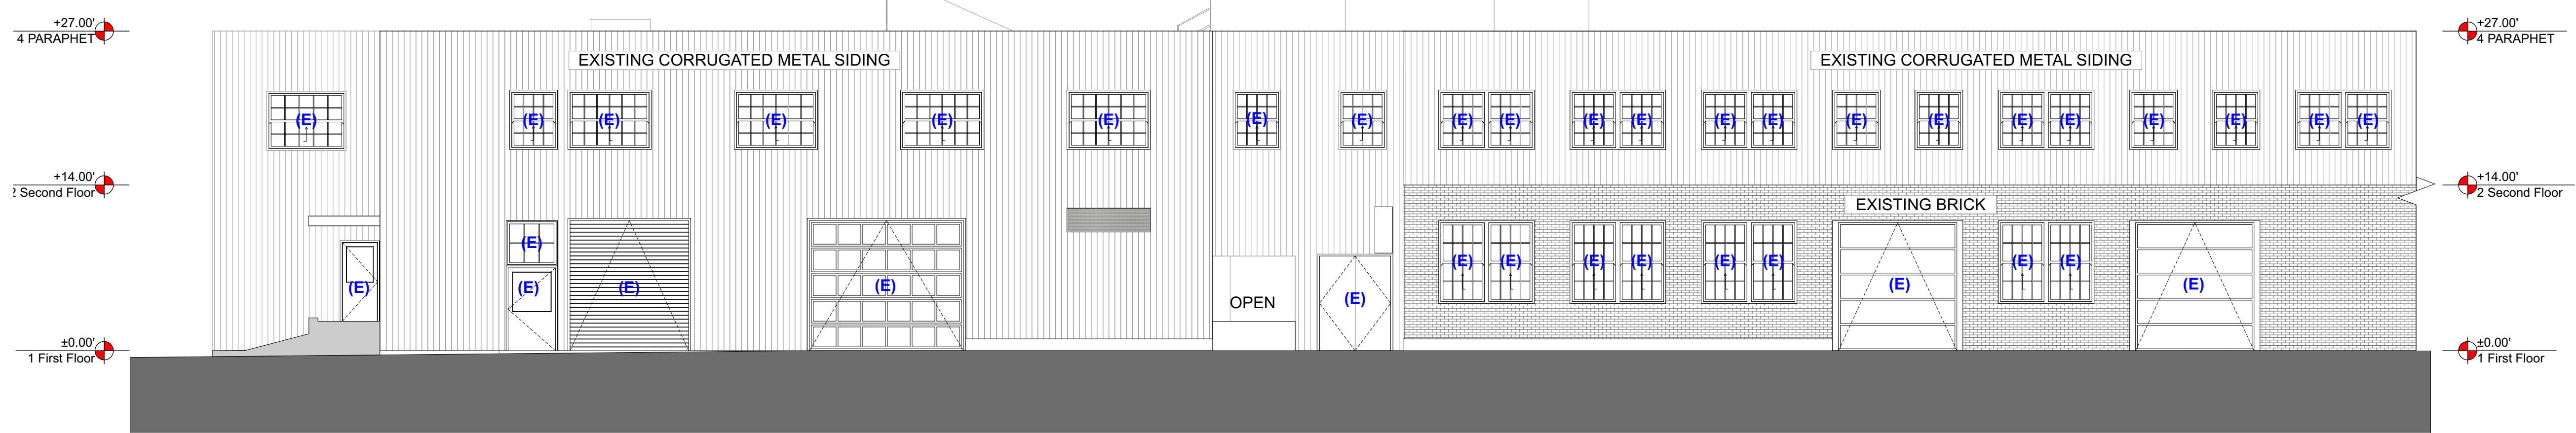 +27.00'
4 PARAPHET
EXISTING CORRUGATED METAL SIDING
EXISTING CORRUGATED METAL SIDING
+27.00'
4 PARAPHET
(E) (E) (E) (E) (E) (E) (E) (E) (E) (E) (E) (E) (E) (E) (E) (E) (E) (E) (E) (E) (E) (E)
+14.00'
2 Second Floor
+14.00'
2 Second Floor
EXISTING BRICK
(E) (E) (E) (E) (E) (E) (E) (E) (E)
(E) (E) (E) (E) (E) (E) (E)
OPEN
±0.00'
1 First Floor
±0.00'
1 First Floor